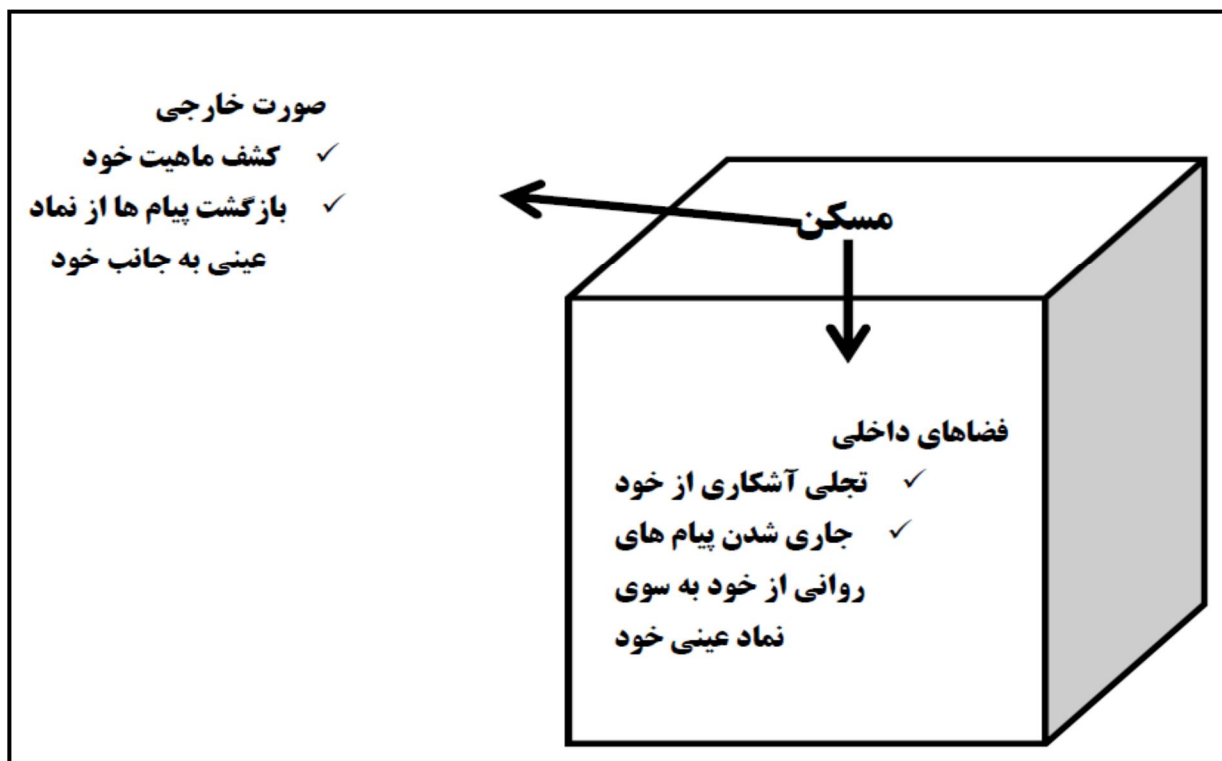 صورت خارجی
✓ کشف ماهیت خود
✓ بازگشت پیام ها از نماد
عینی به جانب خود
مسکن
فضاهای داخلی
✓ تجلی آشکاری از خود
✓ جاری شدن پیام های
روانی از خود به سوی
نماد عینی خود